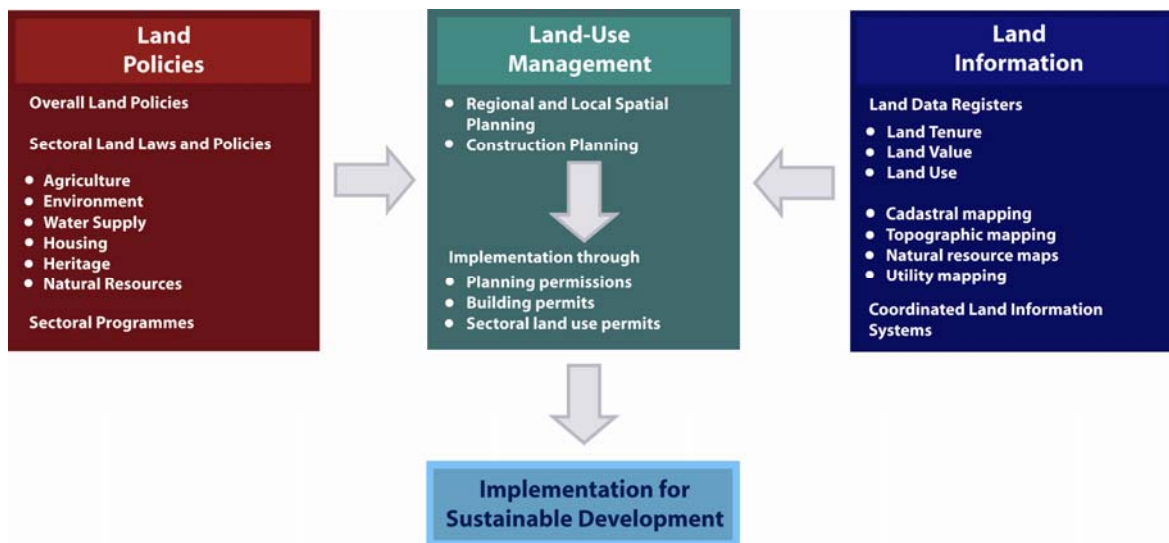 Land
Policies
Overall Land Policies
Sectoral Land Laws and Policies
• Agriculture
• Environment
• Water Supply
• Housing
• Heritage
• Natural Resources
Sectoral Programmes
Land-Use
Management
• Regional and Local Spatial
Planning
• Construction Planning
Implementation through
• Planning permissions
• Building permits
• Sectoral land use permits
Land
Information
Land Data Registers
• Land Tenure
• Land Value
• Land Use
• Cadastral mapping
• Topographic mapping
• Natural resource maps
• Utility mapping
Coordinated Land Information
Systems
Implementation for
Sustainable Development